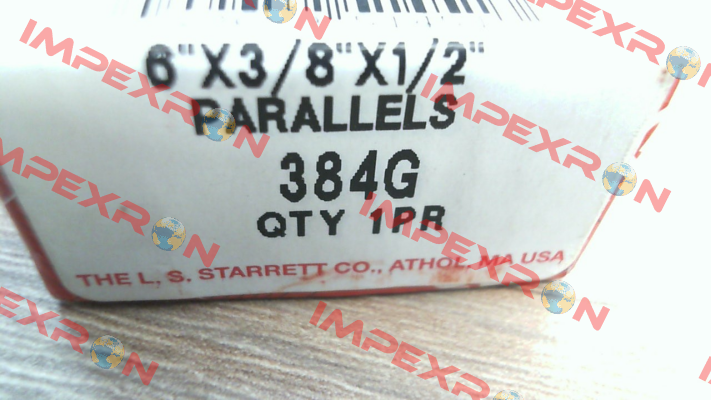 6"X3/8"X1/2"
PARALLELS
384G
QTY 1PR
THE L. S. STARRETT CO., ATHOL, MA USA
IMPEXRON
IMPEXRON
IMPEXRON
IMPEXRON
IMPEXRON
IMPEXRON